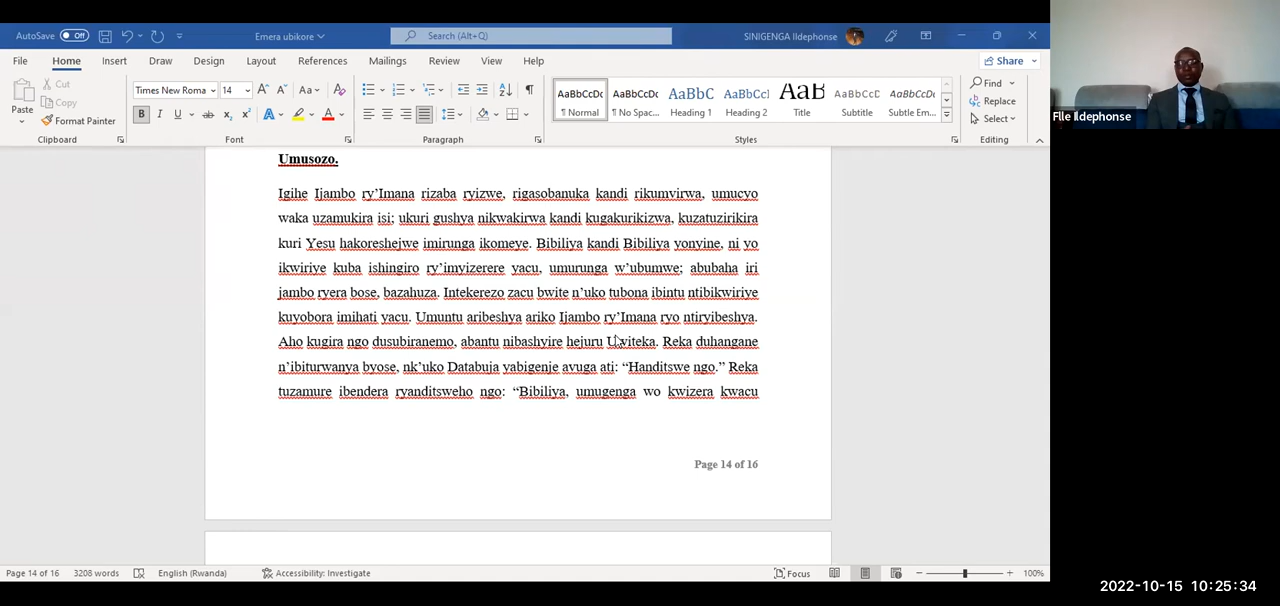 AutoSave Off
Emera ubikore
Search (Alt+Q)
SINIGENGA Ildephonse
File Home Insert Draw Design Layout References Mailings Review View Help
Share
Paste
Cut
Copy
Format Painter
Times New Roma 14
AaBbCcDc AaBbCcDc AaBbC AaBbCcl AaB AaBbCcD AaBbCcDc
¶ Normal ¶ No Spac... Heading 1 Heading 2 Title Subtitle Subtle Em...
Find
Replace
Select
Clipboard Font Paragraph Styles Editing
Flle Ildephonse
Umusozo.
Igihe Ijambo ry’Imana rizaba ryizwe, rigasobanuka kandi rikumvirwa, umucyo
waka uzamukira isi; ukuri gushya nikwakirwa kandi kugakurikizwa, kuzatuzirikira
kuri Yesu hakoreshejwe imirunga ikomeye. Bibiliya kandi Bibiliya yonyine, ni yo
ikwiriye kuba ishingiro ry’imyizerere yacu, umurunga w’ubumwe; abubaha iri
jambo ryera bose, bazahuza. Intekerezo zacu bwite n’uko tubona ibintu ntibikwiriye
kuyobora imihati yacu. Umuntu aribeshya ariko Ijambo ry’Imana ryo ntiryibeshya.
Aho kugira ngo dusubiranemo, abantu nibashyire hejuru Uwiteka. Reka duhangane
n’ibiturwanya byose, nk’uko Databuja yabigenje avuga ati: “Handitswe ngo.” Reka
tuzamure ibendera ryanditsweho ngo: “Bibiliya, umugenga wo kwizera kwacu
Page 14 of 16
Page 14 of 16 3208 words English (Rwanda) Accessibility: Investigate Focus 100%
2022-10-15 10:25:34